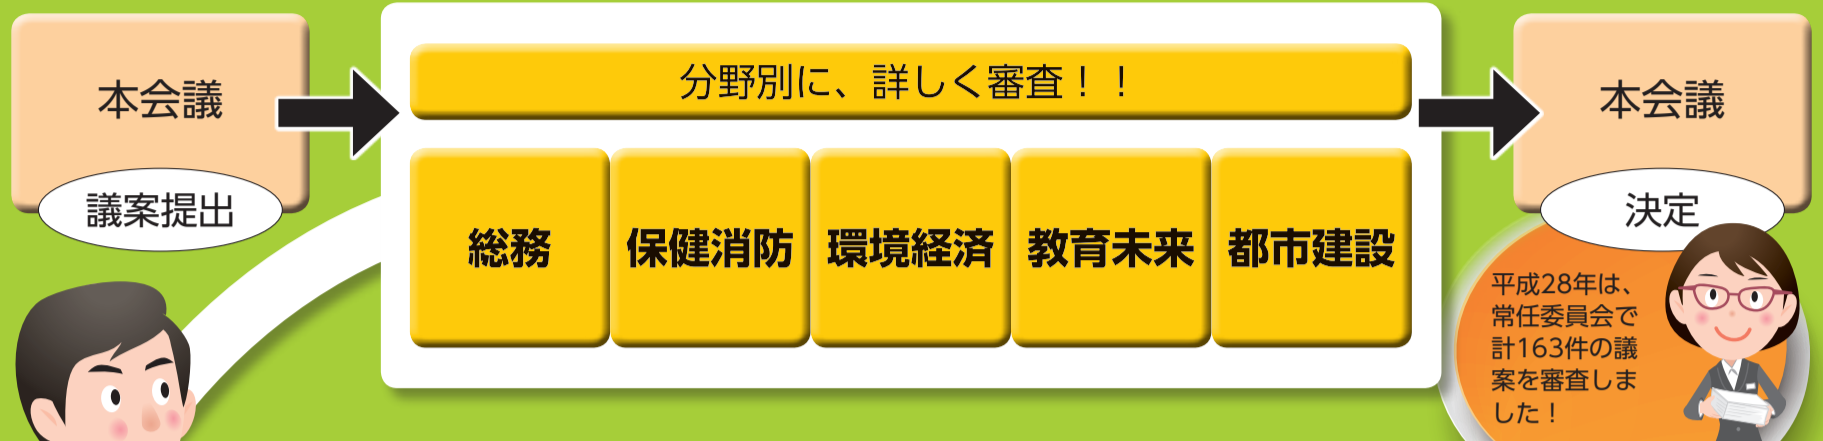 本会議
議案提出
分野別に、詳しく審査！！
総務
保健消防
環境経済
教育未来
都市建設
本会議
決定
平成28年は、
常任委員会で
計163件の議
案を審査しま
した！